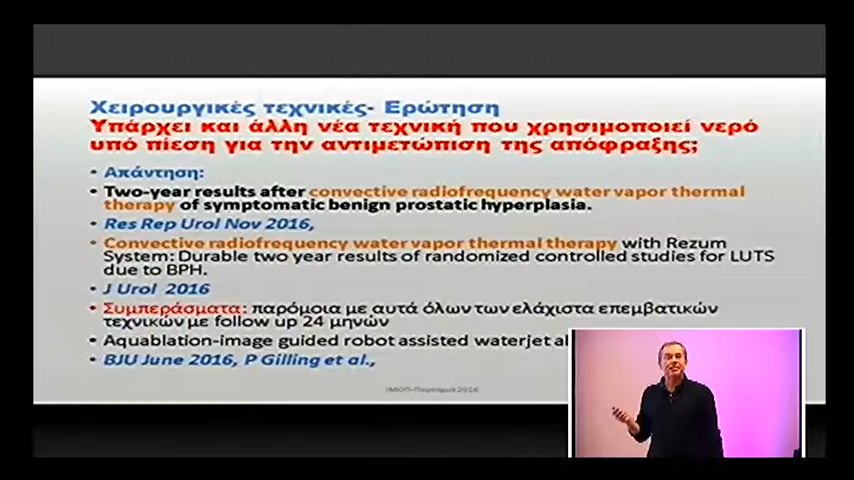 Χειρουργικές τεχνικές- Ερώτηση
Υπάρχει και άλλη νέα τεχνική που χρησιμοποιεί νερό
υπό πίεση για την αντιμετώπιση της απόφραξης;
• Απάντηση:
• Two-year results after convective radiofrequency water vapor thermal
therapy of symptomatic benign prostatic hyperplasia.
• Res Rep Urol Nov 2016,
• Convective radiofrequency water vapor thermal therapy with Rezum
System: Durable two year results of randomized controlled studies for LUTS
due to BPH.
• J Urol 2016
• Συμπεράσματα: παρόμοια με αυτά όλων των ελάχιστα επεμβατικών
τεχνικών με follow up 24 μηνών
• Aquablation-image guided robot assisted waterjet
• BJU June 2016, P Gilling et al.,